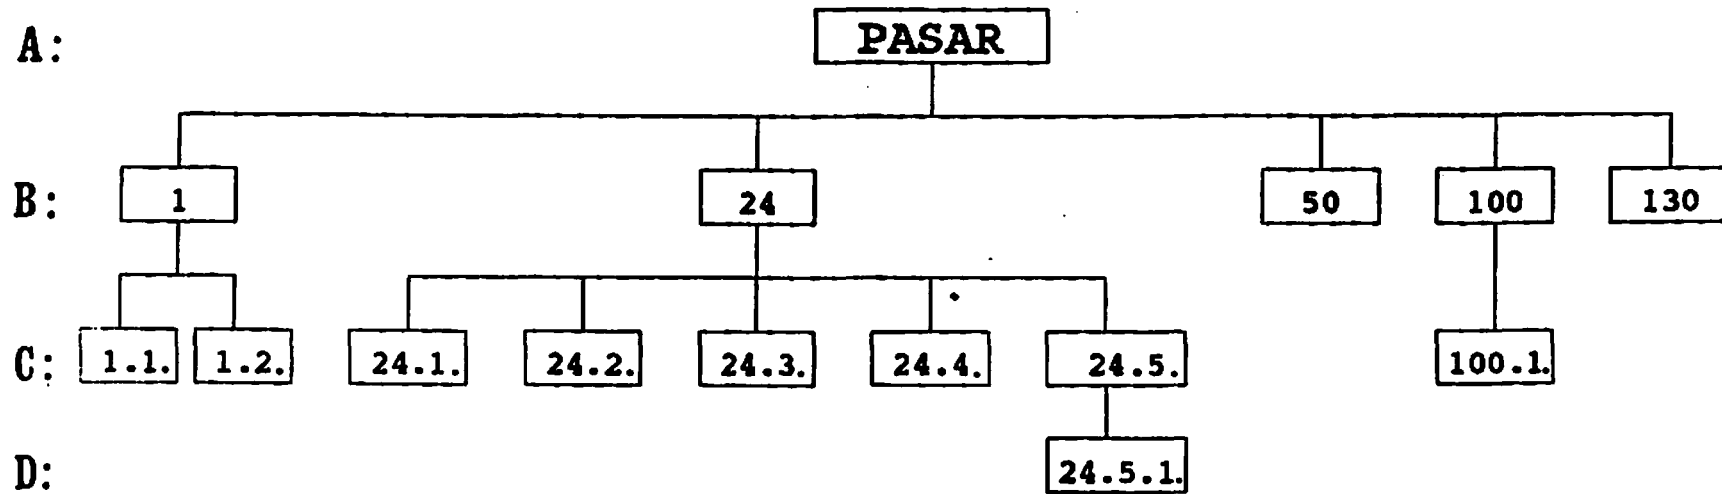 A: PASAR
B: 1 24 50 100 130
C: 1.1. 1.2. 24.1. 24.2. 24.3. 24.4. 24.5. 100.1.
D: 24.5.1.